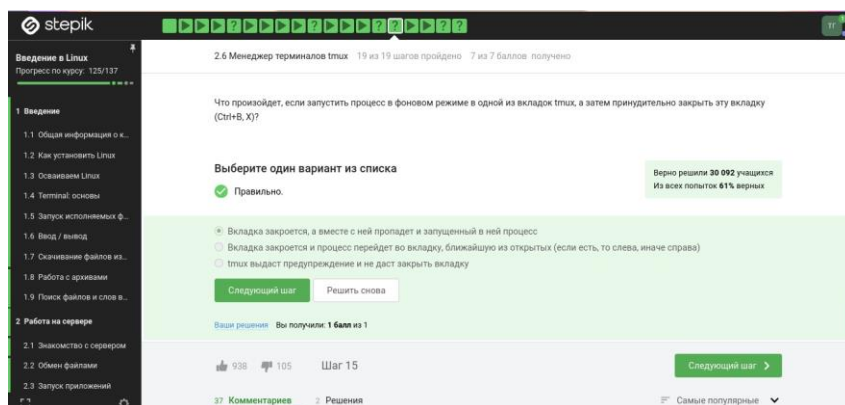 stepik
ТГ
Введение в Linux
Прогресс по курсу: 125/137
1 Введение
1.1 Общая информация о к...
1.2 Как установить Linux
1.3 Осваиваем Linux
1.4 Terminal: основы
1.5 Запуск исполняемых ф...
1.6 Ввод / вывод
1.7 Скачивание файлов из...
1.8 Работа с архивами
1.9 Поиск файлов и слов в...
2 Работа на сервере
2.1 Знакомство с сервером
2.2 Обмен файлами
2.3 Запуск приложений
2.6 Менеджер терминалов tmux 19 из 19 шагов пройдено 7 из 7 баллов получено
Что произойдет, если запустить процесс в фоновом режиме в одной из вкладок tmux, а затем принудительно закрыть эту вкладку
(Ctrl+B, X)?
Выберите один вариант из списка
Правильно.
Верно решили 30 092 учащихся
Из всех попыток 61% верных
Вкладка закроется, а вместе с ней пропадет и запущенный в ней процесс
Вкладка закроется и процесс перейдет во вкладку, ближайшую из открытых (если есть, то слева, иначе справа)
tmux выдаст предупреждение и не даст закрыть вкладку
Следующий шаг
Решить снова
Ваши решения Вы получили: 1 балл из 1
938 105 Шаг 15
Следующий шаг
37 Комментариев 2 Решения
Самые популярные